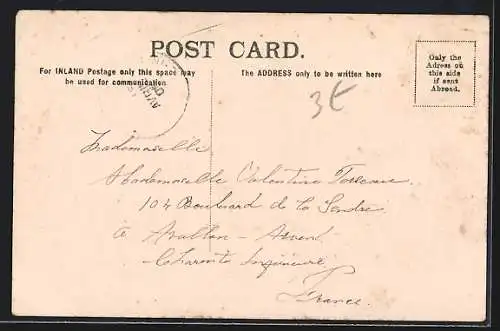 POST CARD.
For INLAND Postage only this space may
be used for communication
The ADDRESS only to be written here
Only the
Adress on
this side
if sent
Abroad.
3€
Mademoiselle
Mademoiselle Valentine
104 Boulevard de la
à
Charente Inférieure
France.